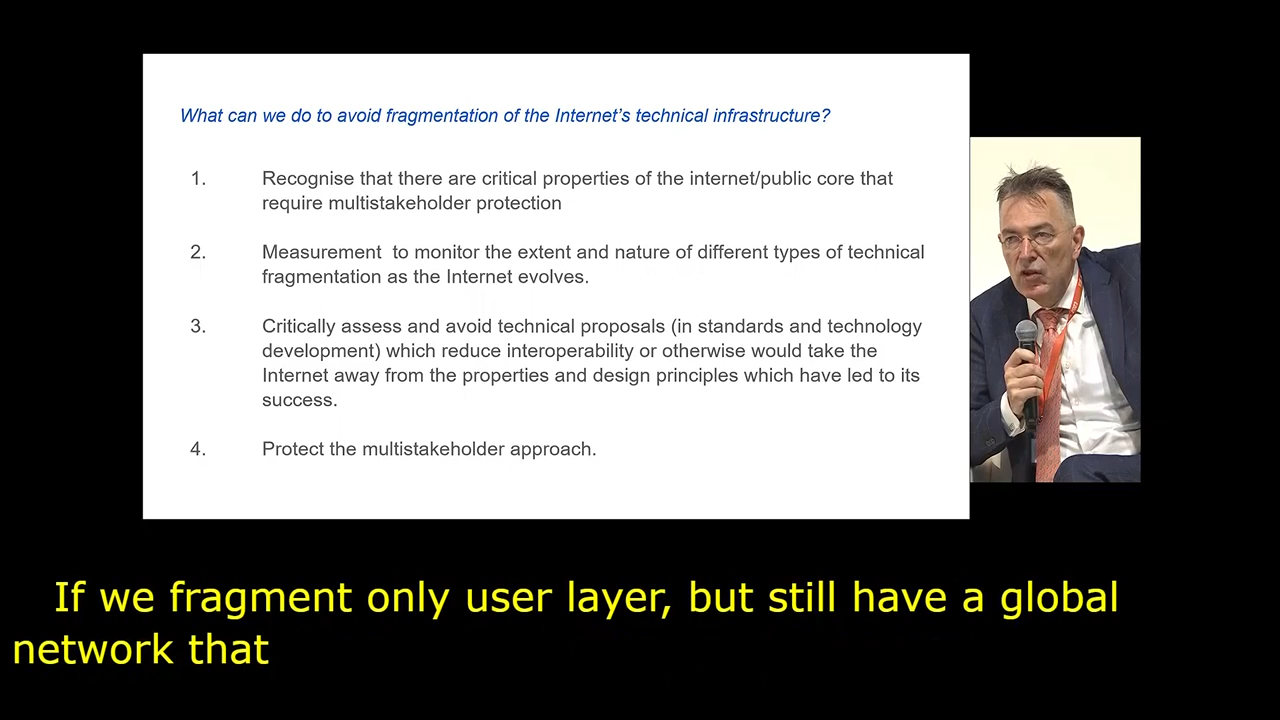 What can we do to avoid fragmentation of the Internet's technical infrastructure?
1. Recognise that there are critical properties of the internet/public core that
require multistakeholder protection
2. Measurement  to monitor the extent and nature of different types of technical
fragmentation as the Internet evolves.
3. Critically assess and avoid technical proposals (in standards and technology
development) which reduce interoperability or otherwise would take the
Internet away from the properties and design principles which have led to its
success.
4. Protect the multistakeholder approach.
If we fragment only user layer, but still have a global
network that